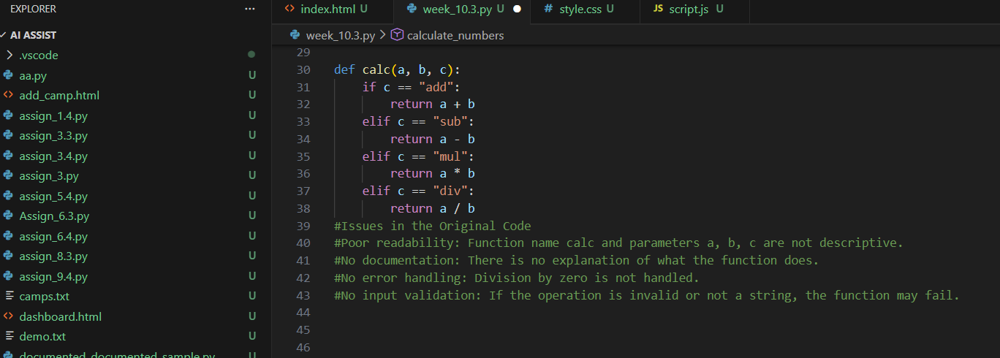 EXPLORER
···
AI ASSIST
.vscode
aa.py U
add_camp.html U
assign_1.4.py U
assign_3.3.py U
assign_3.4.py U
assign_3.py U
assign_5.4.py U
Assign_6.3.py U
assign_6.4.py U
assign_8.3.py U
assign_9.4.py U
camps.txt U
dashboard.html U
demo.txt U
documented_documented_sample.py U
index.html U week_10.3.py U # style.css U JS script.js U
week_10.3.py > calculate_numbers
29
30 def calc(a, b, c):
31 if c == "add":
32 return a + b
33 elif c == "sub":
34 return a - b
35 elif c == "mul":
36 return a * b
37 elif c == "div":
38 return a / b
39 #Issues in the Original Code
40 #Poor readability: Function name calc and parameters a, b, c are not descriptive.
41 #No documentation: There is no explanation of what the function does.
42 #No error handling: Division by zero is not handled.
43 #No input validation: If the operation is invalid or not a string, the function may fail.
44
45
46